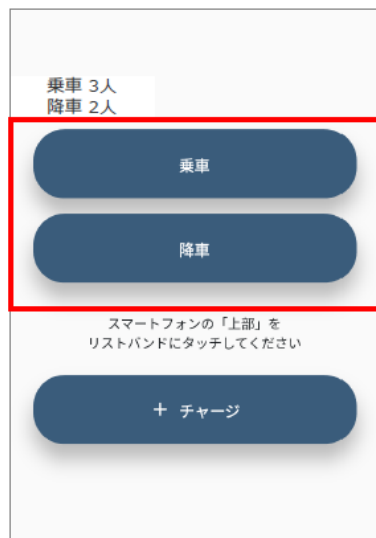 乗車 3人
降車 2人
乗車
降車
スマートフォンの「上部」を
リストバンドにタッチしてください
+ チャージ